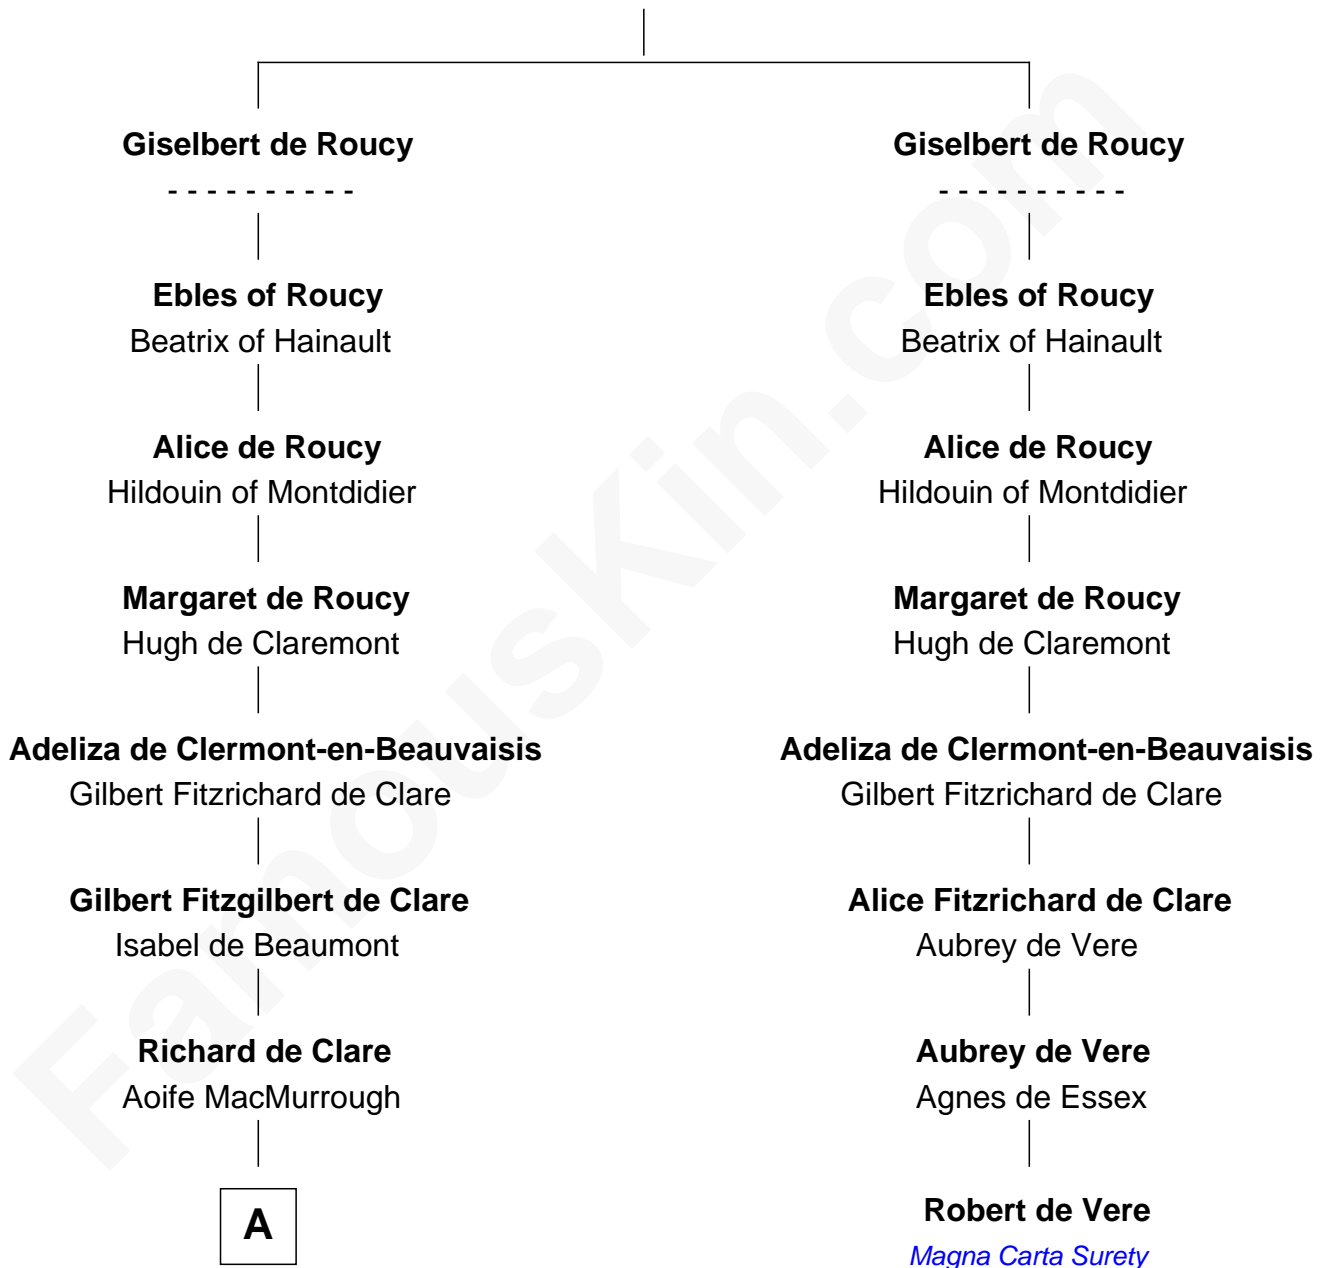 Giselbert de Roucy
- - - - - - - - - -
Ebles of Roucy
Beatrix of Hainault
Alice de Roucy
Hildouin of Montdidier
Margaret de Roucy
Hugh de Claremont
Adeliza de Clermont-en-Beauvaisis
Gilbert Fitzrichard de Clare
Gilbert Fitzgilbert de Clare
Isabel de Beaumont
Richard de Clare
Aoife MacMurrough
A
Giselbert de Roucy
- - - - - - - - - -
Ebles of Roucy
Beatrix of Hainault
Alice de Roucy
Hildouin of Montdidier
Margaret de Roucy
Hugh de Claremont
Adeliza de Clermont-en-Beauvaisis
Gilbert Fitzrichard de Clare
Alice Fitzrichard de Clare
Aubrey de Vere
Aubrey de Vere
Agnes de Essex
Robert de Vere
Magna Carta Surety
FamousKin.com